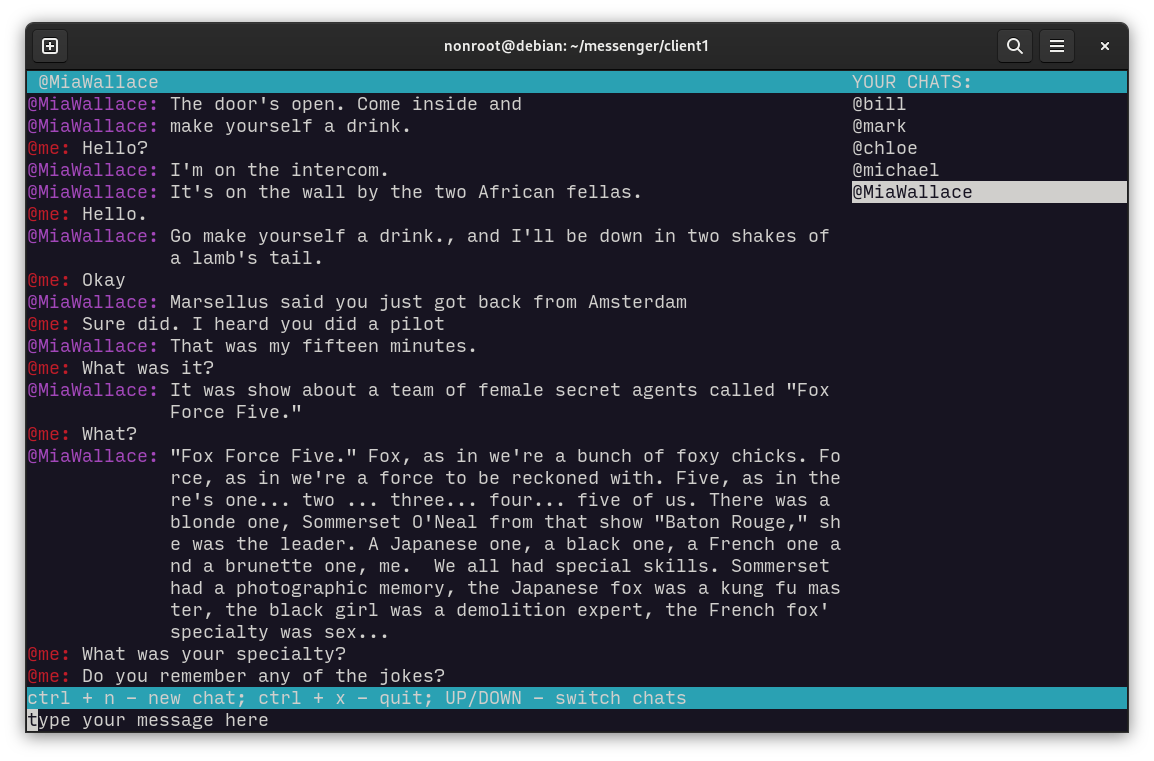 nonroot@debian: ~/messenger/client1
@MiaWallace
@MiaWallace: The door's open. Come inside and
@MiaWallace: make yourself a drink.
@me: Hello?
@MiaWallace: I'm on the intercom.
@MiaWallace: It's on the wall by the two African fellas.
@me: Hello.
@MiaWallace: Go make yourself a drink., and I'll be down in two shakes of
a lamb's tail.
@me: Okay
@MiaWallace: Marsellus said you just got back from Amsterdam
@me: Sure did. I heard you did a pilot
@MiaWallace: That was my fifteen minutes.
@me: What was it?
@MiaWallace: It was show about a team of female secret agents called "Fox
Force Five."
@me: What?
@MiaWallace: "Fox Force Five." Fox, as in we're a bunch of foxy chicks. Fo
rce, as in we're a force to be reckoned with. Five, as in the
re's one... two ... three... four... five of us. There was a
blonde one, Sommerset O'Neal from that show "Baton Rouge," sh
e was the leader. A Japanese one, a black one, a French one a
nd a brunette one, me.  We all had special skills. Sommerset
had a photographic memory, the Japanese fox was a kung fu mas
ter, the black girl was a demolition expert, the French fox'
specialty was sex...
@me: What was your specialty?
@me: Do you remember any of the jokes?
YOUR CHATS:
@bill
@mark
@chloe
@michael
@MiaWallace
ctrl + n - new chat; ctrl + x - quit; UP/DOWN - switch chats
type your message here